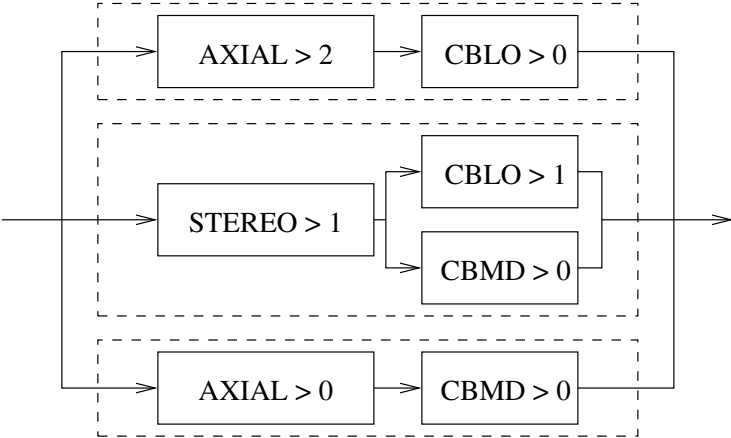 AXIAL > 2
CBLO > 0
CBLO > 1
STEREO > 1
CBMD > 0
AXIAL > 0
CBMD > 0